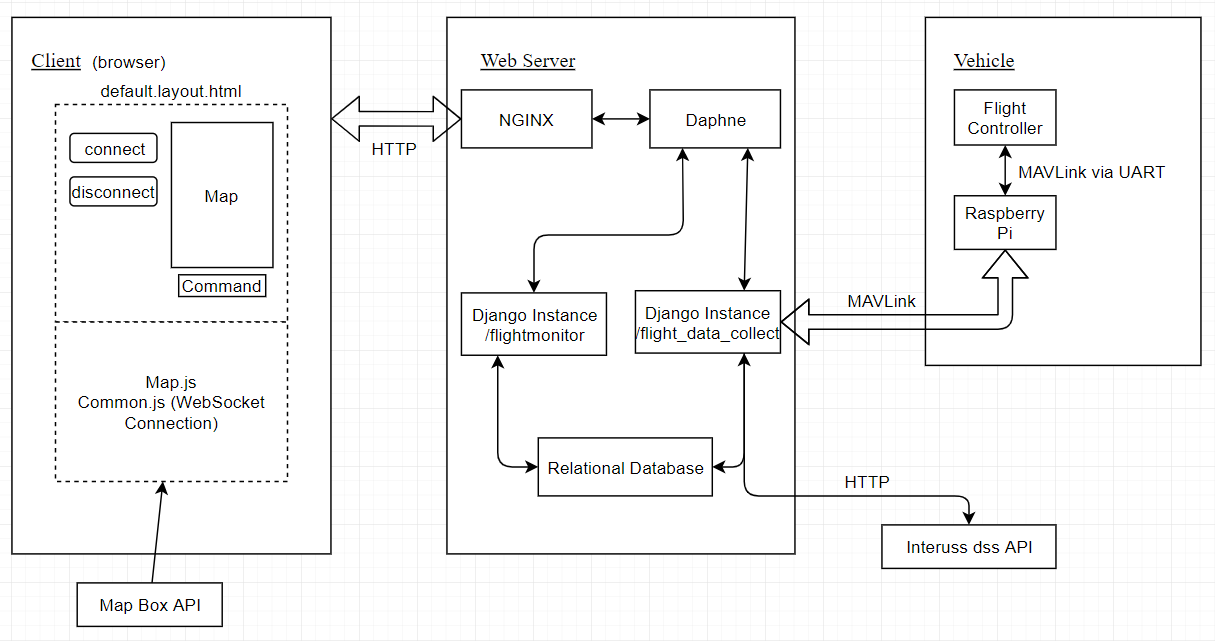 Client (browser)
default.layout.html
connect
disconnect
Map
Command
Map.js
Common.js (WebSocket
Connection)
Map Box API
HTTP
Web Server
NGINX
Daphne
Django Instance
/flightmonitor
Django Instance
/flight_data_collect
Relational Database
MAVLink
HTTP
Interuss dss API
Vehicle
Flight
Controller
MAVLink via UART
Raspberry
Pi